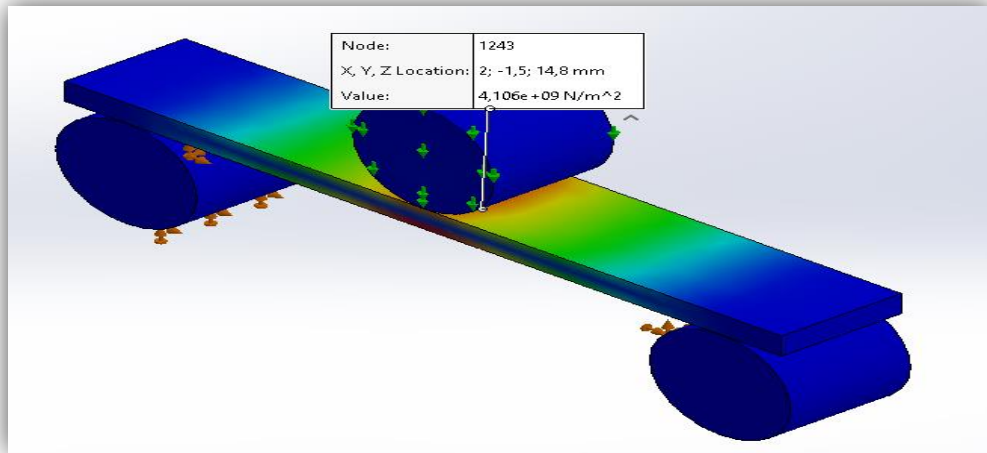 Node: 1243
X, Y, Z Location: 2; -1,5; 14,8 mm
Value: 4,106e+09 N/m^2